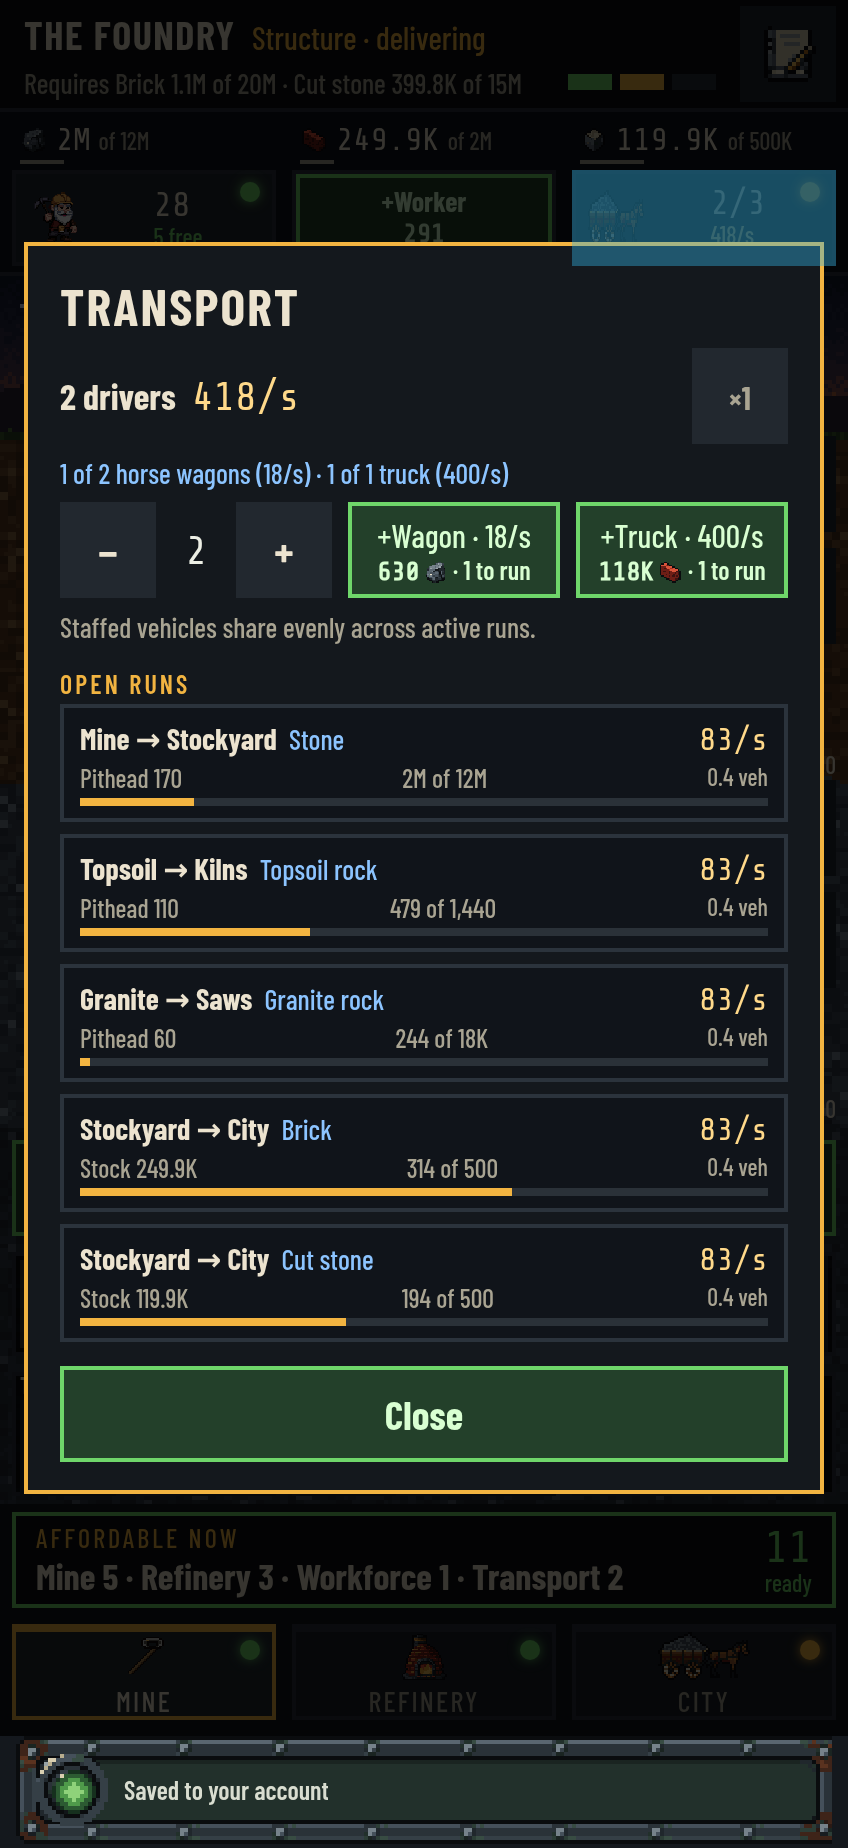 THE FOUNDRY Structure · delivering
Requires Brick 1.1M of 20M · Cut stone 399.8K of 15M
2M of 12M 249.9K of 2M 119.9K of 500K
28 +Worker 2/3
5 free 291 418/s
TRANSPORT
2 drivers 418/s ×1
1 of 2 horse wagons (18/s) · 1 of 1 truck (400/s)
− 2 + +Wagon · 18/s +Truck · 400/s
630 · 1 to run 118K · 1 to run
Staffed vehicles share evenly across active runs.
OPEN RUNS
Mine → Stockyard Stone 83/s
Pithead 170 2M of 12M 0.4 veh
Topsoil → Kilns Topsoil rock 83/s
Pithead 110 479 of 1,440 0.4 veh
Granite → Saws Granite rock 83/s
Pithead 60 244 of 18K 0.4 veh
Stockyard → City Brick 83/s
Stock 249.9K 314 of 500 0.4 veh
Stockyard → City Cut stone 83/s
Stock 119.9K 194 of 500 0.4 veh
Close
AFFORDABLE NOW 11
Mine 5 · Refinery 3 · Workforce 1 · Transport 2 ready
MINE REFINERY CITY
Saved to your account